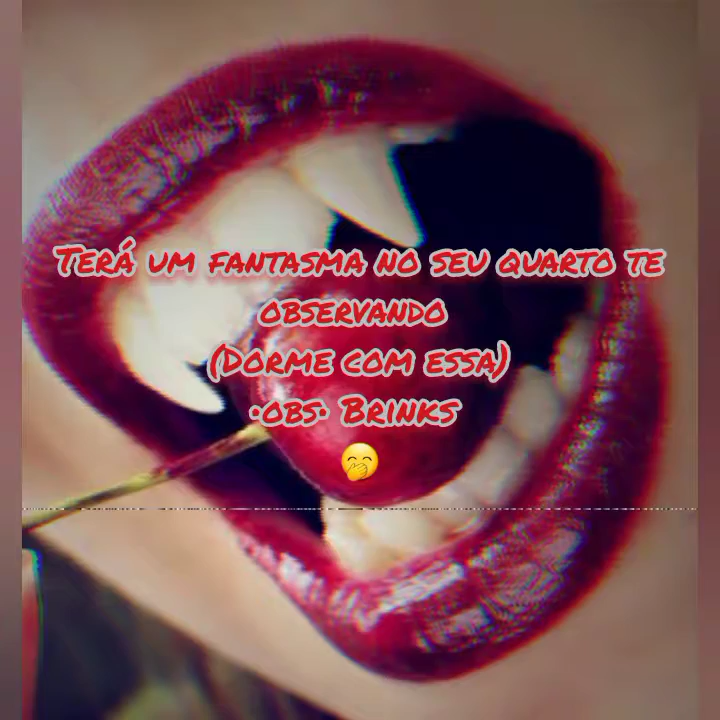 Terá um fantasma no seu quarto te
observando
(Dorme com essa)
•obs• Brinks
🤭